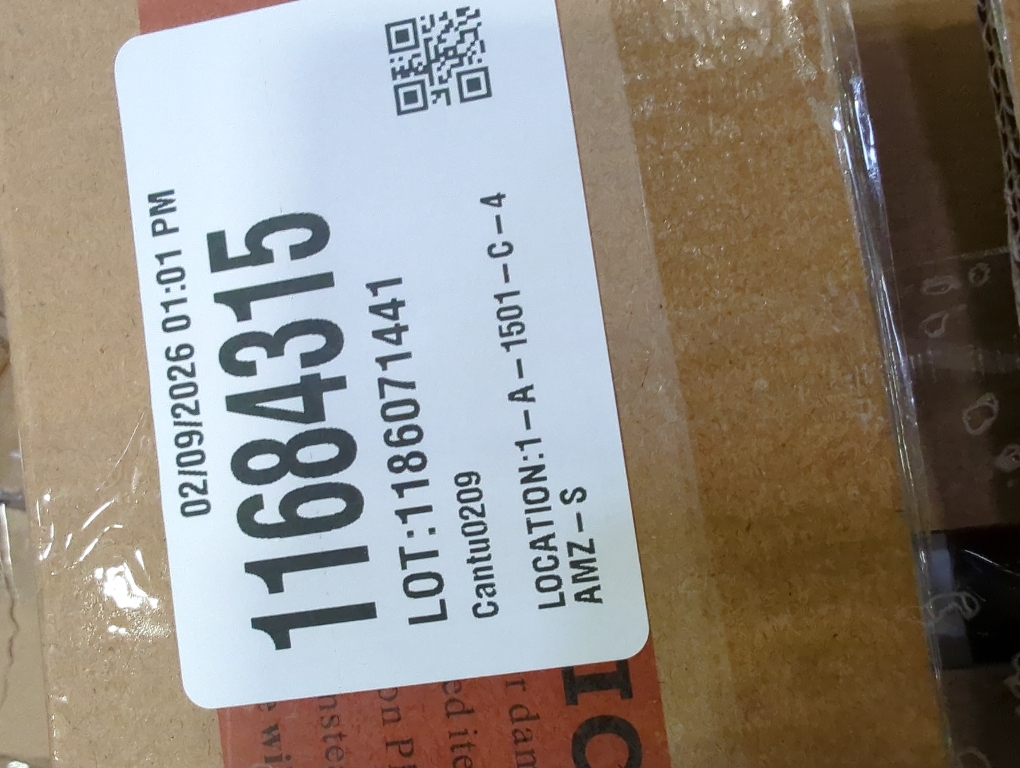 02/09/2026 01:01 PM
11684315
LOT:1186071441
Cantu0209
LOCATION:1-A-1501-C-4
AMZ-S